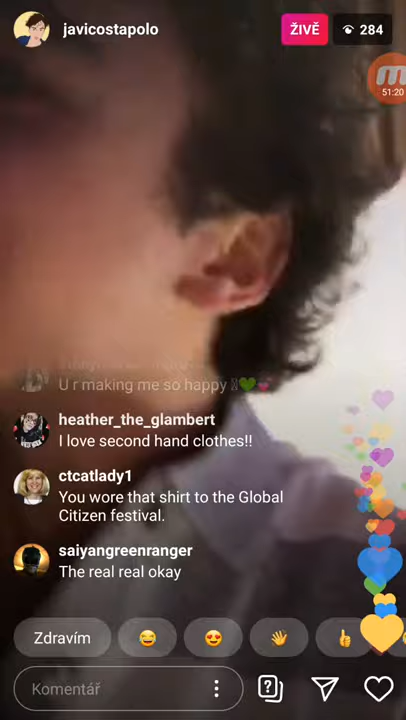 javicostapolo
ŽIVĚ
284
51:20
U r making me so happy
heather_the_glambert
I love second hand clothes!!
ctcatlady1
You wore that shirt to the Global
Citizen festival.
saiyangreenranger
The real real okay
Zdravím
Komentář